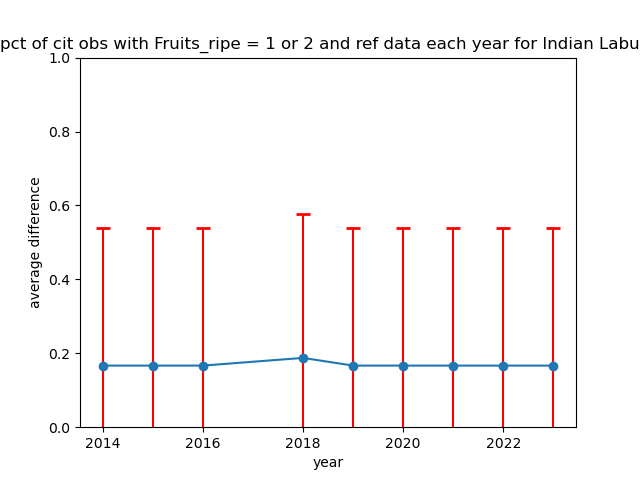 pct of cit obs with Fruits_ripe = 1 or 2 and ref data each year for Indian Labu
1.0
0.8
0.6
0.4
0.2
0.0
average difference
2014 2016 2018 2020 2022
year